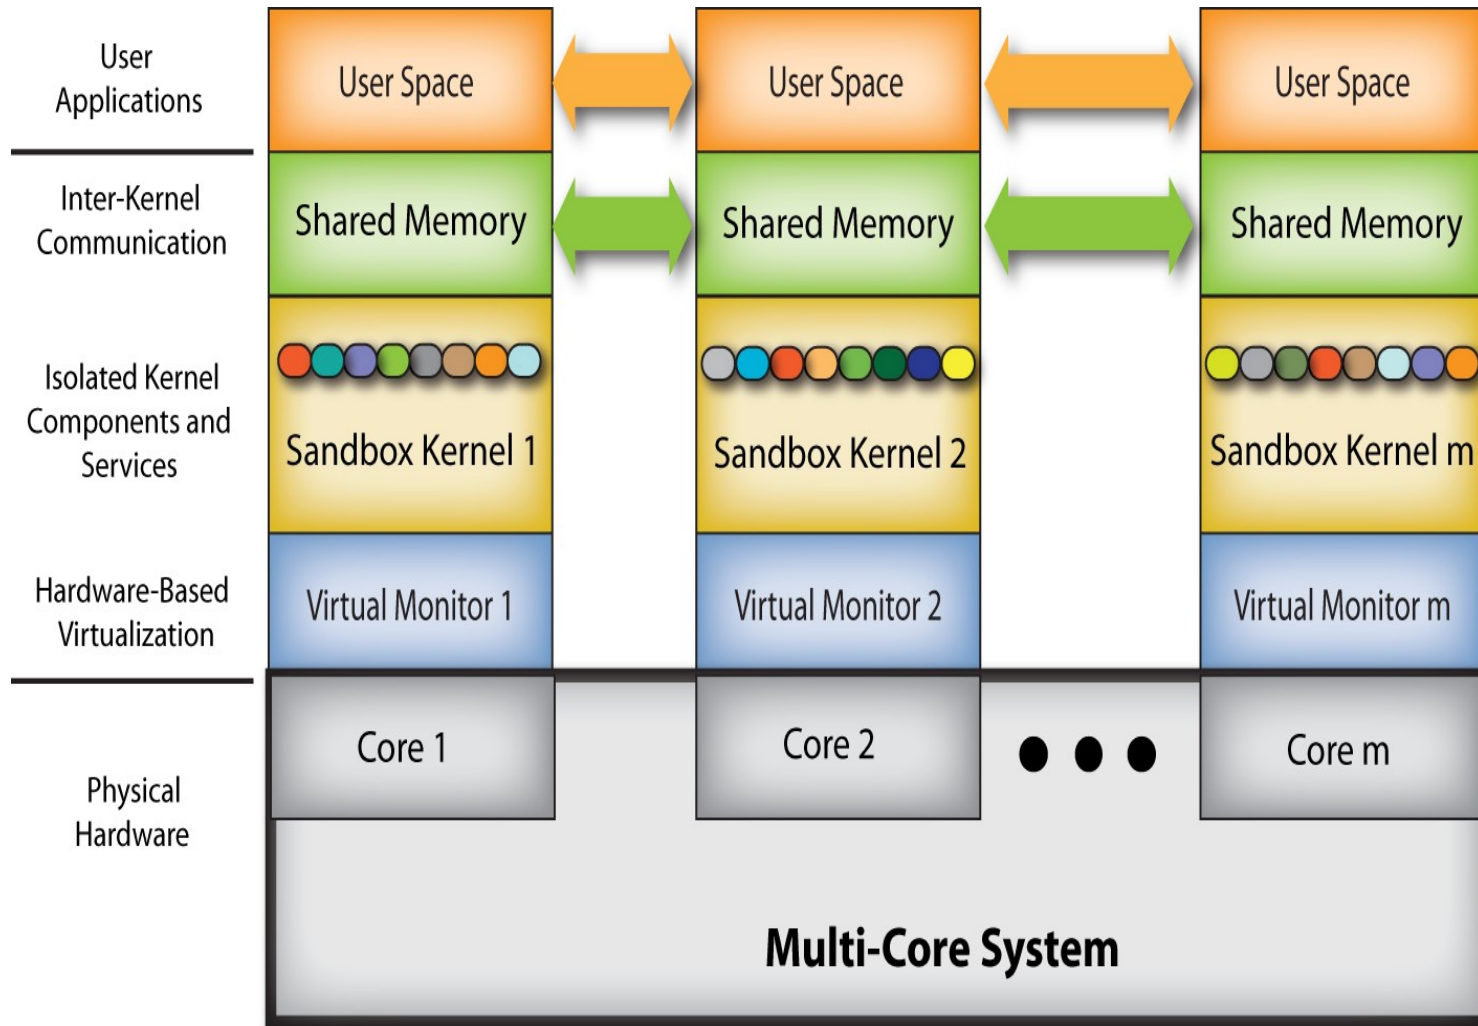 User
Applications
User Space
User Space
User Space
Inter-Kernel
Communication
Shared Memory
Shared Memory
Shared Memory
Isolated Kernel
Components and
Services
Sandbox Kernel 1
Sandbox Kernel 2
Sandbox Kernel m
Hardware-Based
Virtualization
Virtual Monitor 1
Virtual Monitor 2
Virtual Monitor m
Physical
Hardware
Core 1
Core 2
Core m
Multi-Core System